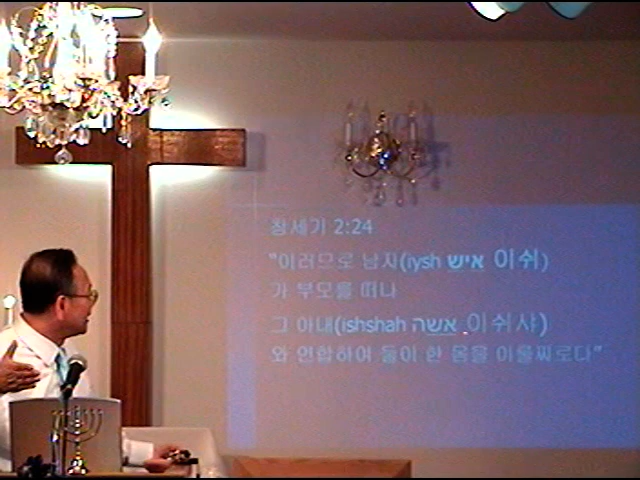 창세기 2:24
“이러므로 남자(iysh איש 이쉬)
가 부모를 떠나
그 아내(ishshah אשה 이쉬샤)
와 연합하여 둘이 한 몸을 이룰찌로다”